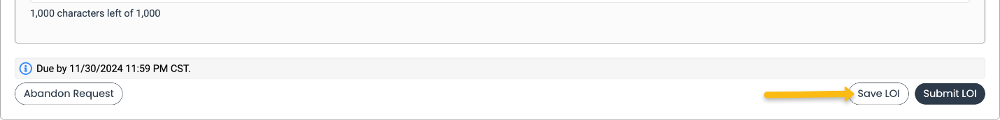 1,000 characters left of 1,000
Due by 11/30/2024 11:59 PM CST.
Abandon Request
Save LOI
Submit LOI